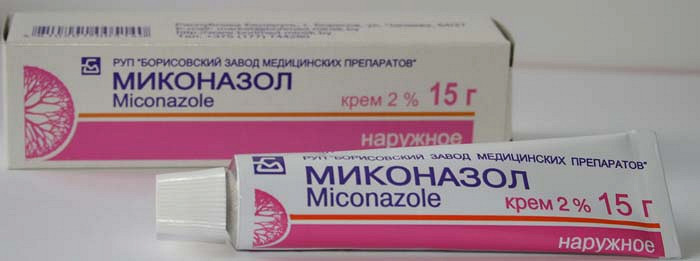 РУП "БОРИСОВСКИЙ ЗАВОД МЕДИЦИНСКИХ ПРЕПАРАТОВ"
МИКОНАЗОЛ
Miconazole
крем 2 % 15 г
наружное
РУП "БОРИСОВСКИЙ ЗАВОД МЕДИЦИНСКИХ ПРЕПАРАТОВ"
МИКОНАЗОЛ
Miconazole
крем 2 % 15 г
наружное